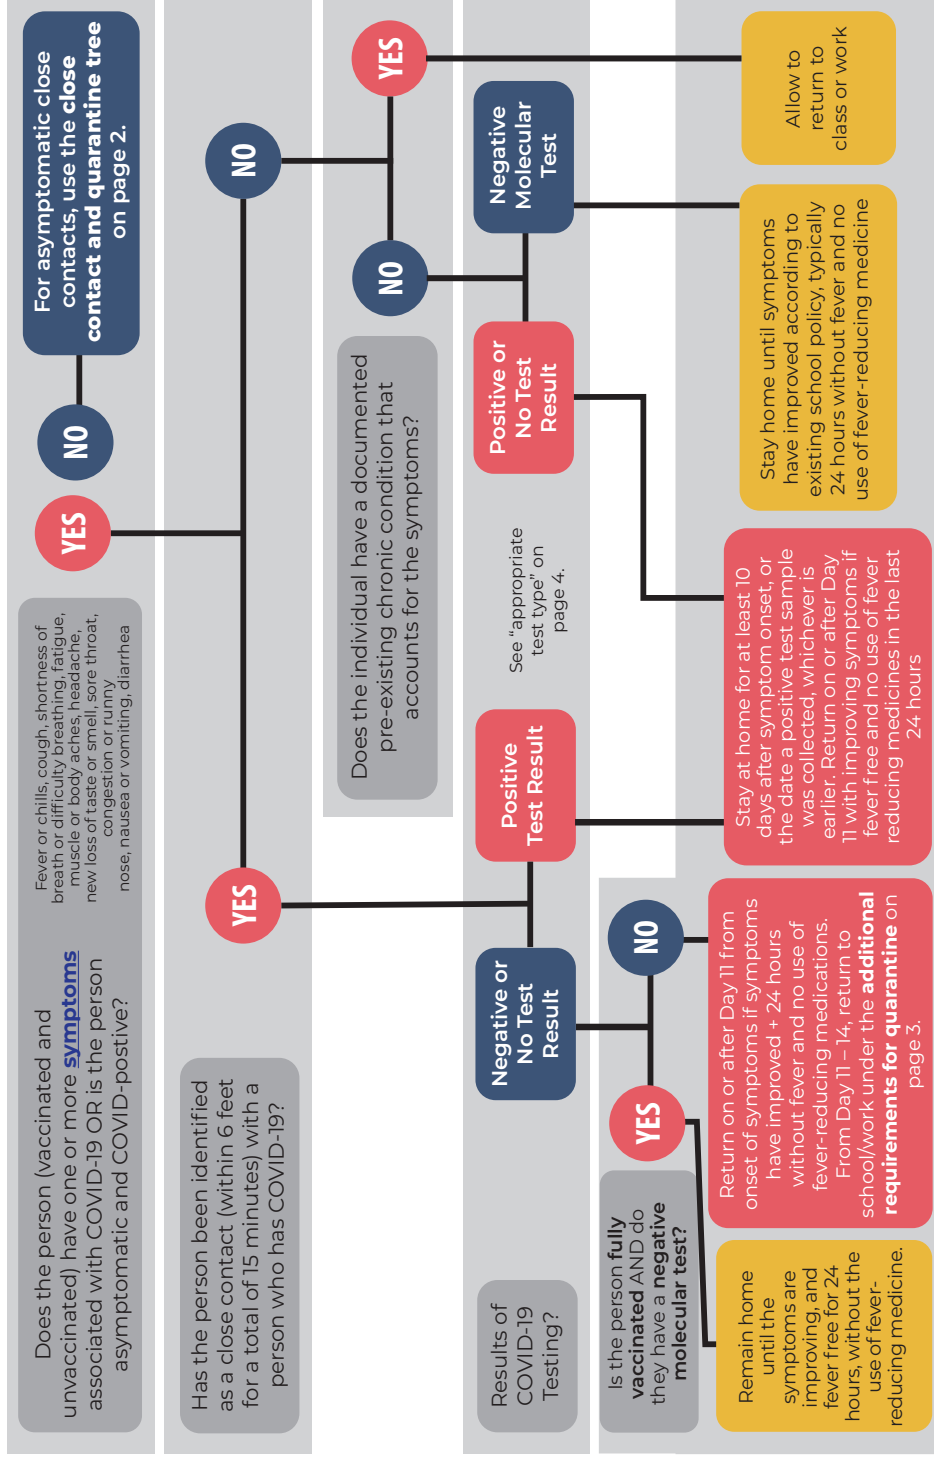 Does the person (vaccinated and
unvaccinated) have one or more symptoms
associated with COVID-19 OR is the person
asymptomatic and COVID-postive?
Fever or chills, cough, shortness of
breath or difficulty breathing, fatigue,
muscle or body aches, headache,
new loss of taste or smell, sore throat,
congestion or runny
nose, nausea or vomiting, diarrhea
YES
NO
For asymptomatic close
contacts, use the close
contact and quarantine tree
on page 2.
Has the person been identified
as a close contact (within 6 feet
for a total of 15 minutes) with a
person who has COVID-19?
YES
NO
Does the individual have a documented
pre-existing chronic condition that
accounts for the symptoms?
NO
YES
Results of
COVID-19
Testing?
Negative or
No Test
Result
Positive
Test Result
See “appropriate
test type” on
page 4.
Positive or
No Test
Result
Negative
Molecular
Test
Is the person fully
vaccinated AND do
they have a negative
molecular test?
YES
NO
Remain home
until the
symptoms are
improving, and
fever free for 24
hours, without the
use of fever-
reducing medicine.
Return on or after Day 11 from
onset of symptoms if symptoms
have improved + 24 hours
without fever and no use of
fever-reducing medications.
From Day 11 – 14, return to
school/work under the additional
requirements for quarantine on
page 3.
Stay at home for at least 10
days after symptom onset, or
the date a positive test sample
was collected, whichever is
earlier. Return on or after Day
11 with improving symptoms if
fever free and no use of fever
reducing medicines in the last
24 hours
Stay home until symptoms
have improved according to
existing school policy, typically
24 hours without fever and no
use of fever-reducing medicine
Allow to
return to
class or work